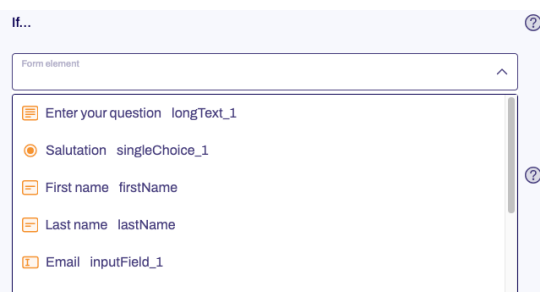 If...
?
Form element
Enter your question longText_1
Salutation singleChoice_1
?
First name firstName
Last name lastName
Email inputField_1